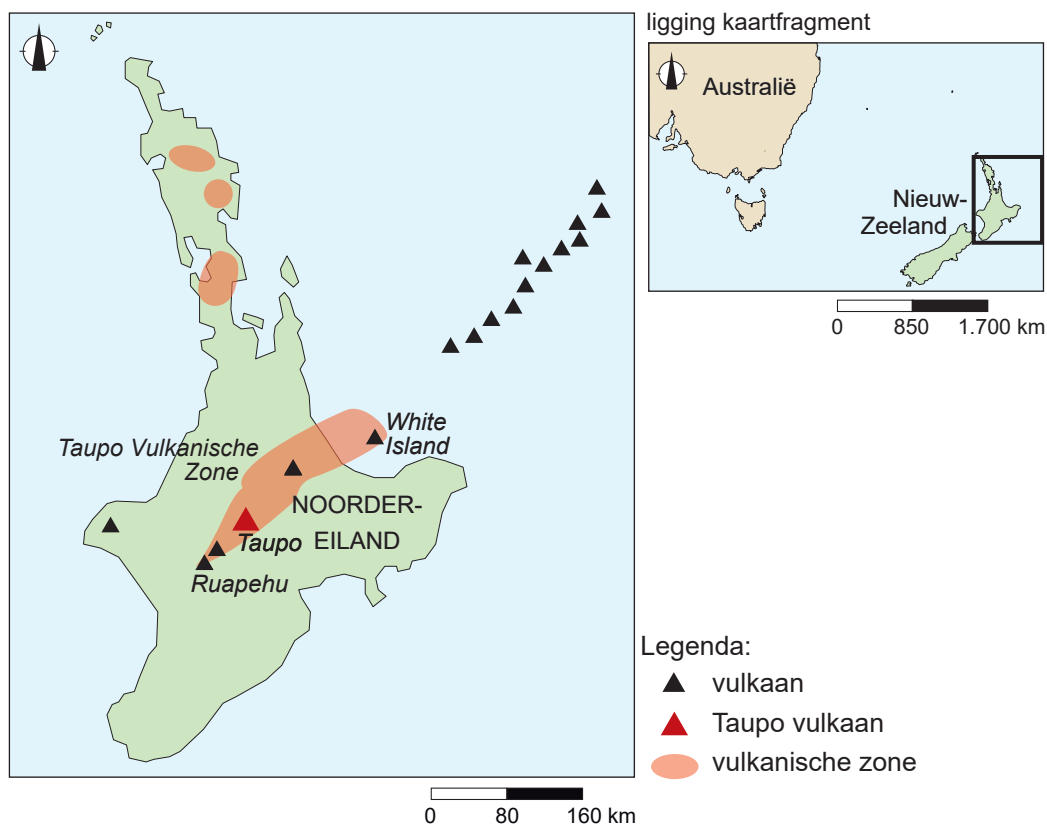 ligging kaartfragment
Australië
Nieuw-
Zeeland
0 850 1.700 km
White
Island
Taupo Vulkanische
Zone
NOORDER-
EILAND
Taupo
Ruapehu
Legenda:
vulkaan
Taupo vulkaan
vulkanische zone
0 80 160 km